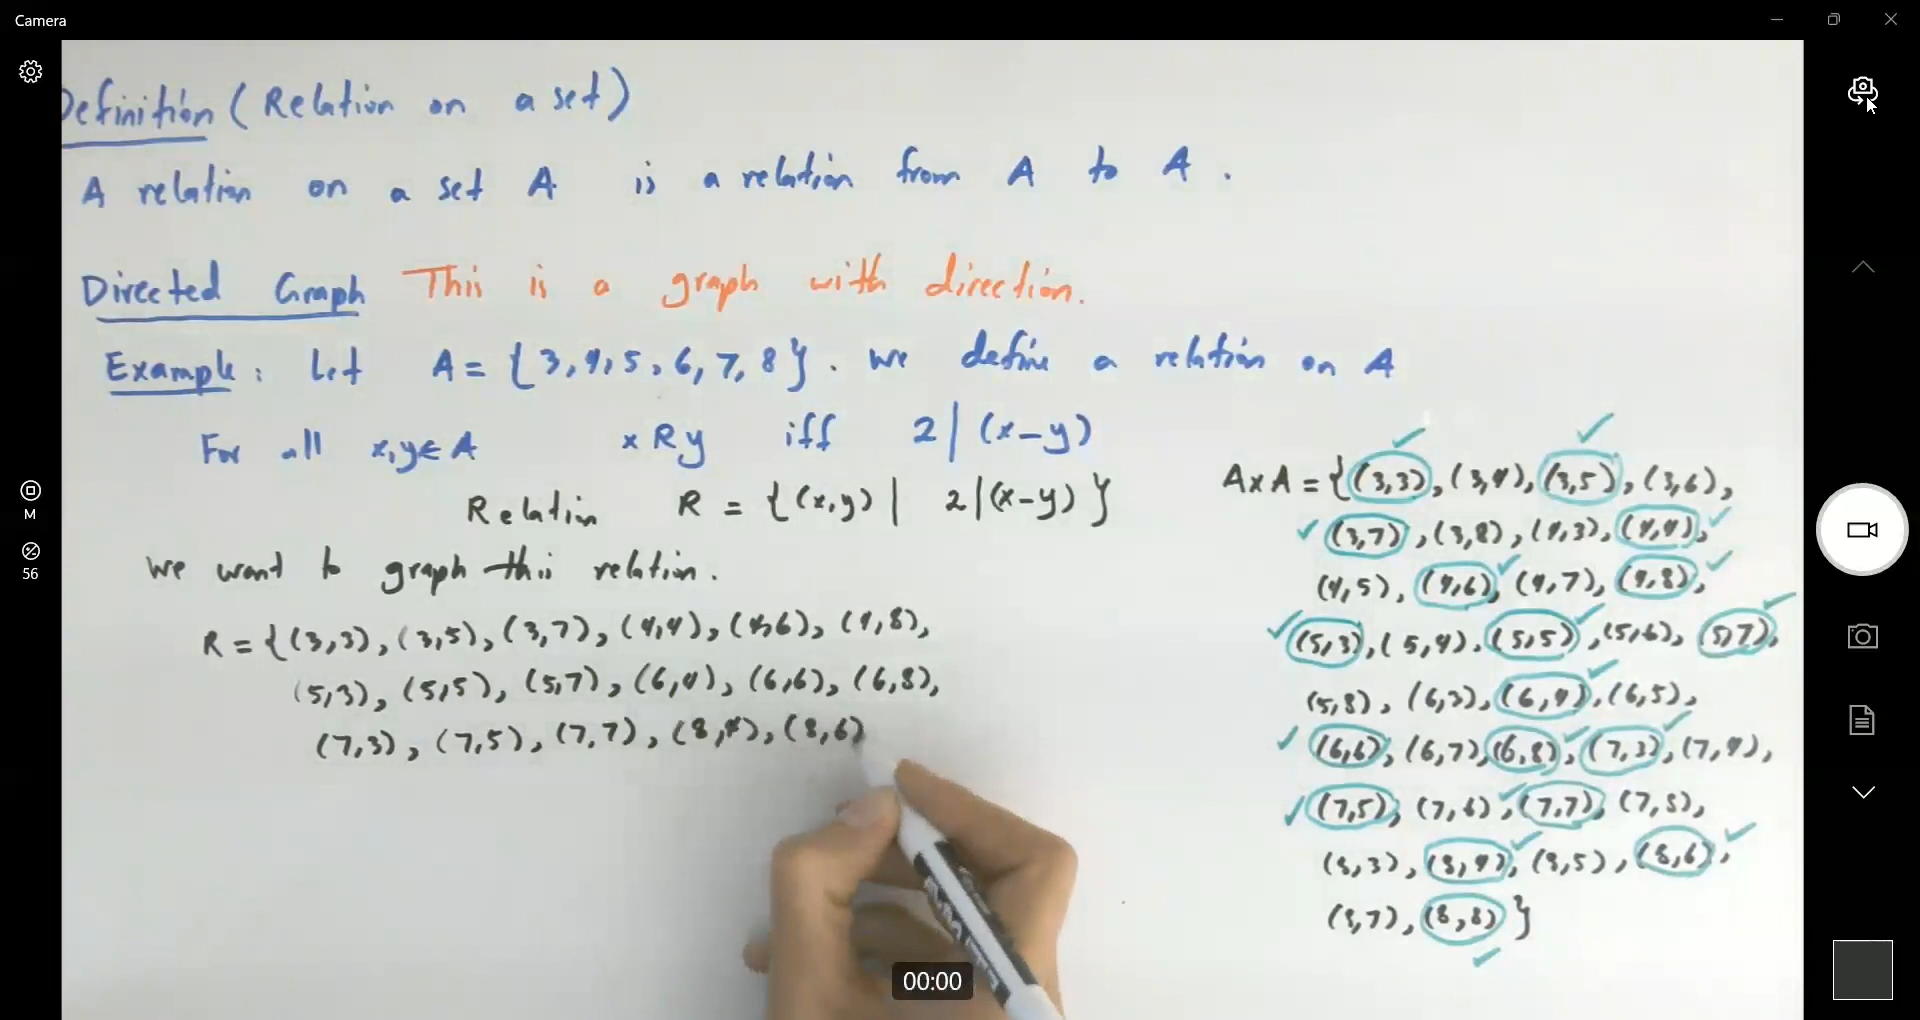 Camera
Definition (Relation on a set)
A relation on a set A is a relation from A to A.
Directed Graph This is a graph with direction.
Example: Let A = {3,4,5,6,7,8}. we define a relation on A
For all x,y∈A x R y iff 2 | (x-y)
Relation R = {(x,y) | 2|(x-y)}
we want to graph this relation.
R = {(3,3), (3,5), (3,7), (4,4), (4,6), (4,8),
(5,3), (5,5), (5,7), (6,4), (6,6), (6,8),
(7,3), (7,5), (7,7), (8,4), (8,6)
A x A = {(3,3), (3,4), (3,5), (3,6),
(3,7), (3,8), (4,3), (4,4),
(4,5), (4,6), (4,7), (4,8),
(5,3), (5,4), (5,5), (5,6), (5,7),
(5,8), (6,3), (6,4), (6,5),
(6,6), (6,7), (6,8), (7,3), (7,4),
(7,5), (7,6), (7,7), (7,8),
(8,3), (8,4), (8,5), (8,6),
(8,7), (8,8)}
M
56
00:00